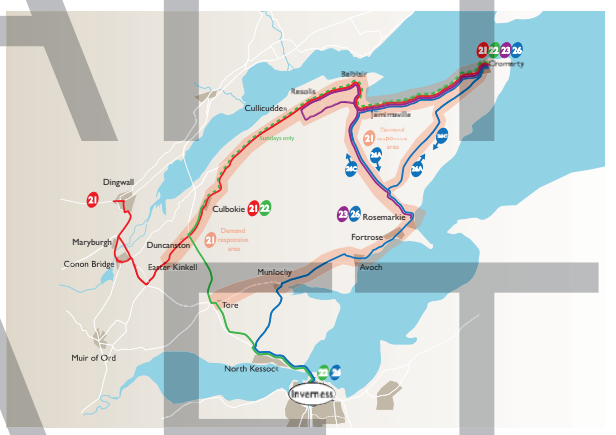 21 22 23 26
Cromarty
Balblair
Resolis
Cullicudden
Jemimaville
21 Demand
responsive
area
26C
Sundays only
26A
26C
26A
Dingwall
21
Culbokie 21 22
23 26
Rosemarkie
21 Demand
responsive
area
Fortrose
Maryburgh
Duncanston
Conon Bridge
Easter Kinkell
Munlochy
Avoch
Tore
Muir of Ord
North Kessock
22 26
Inverness